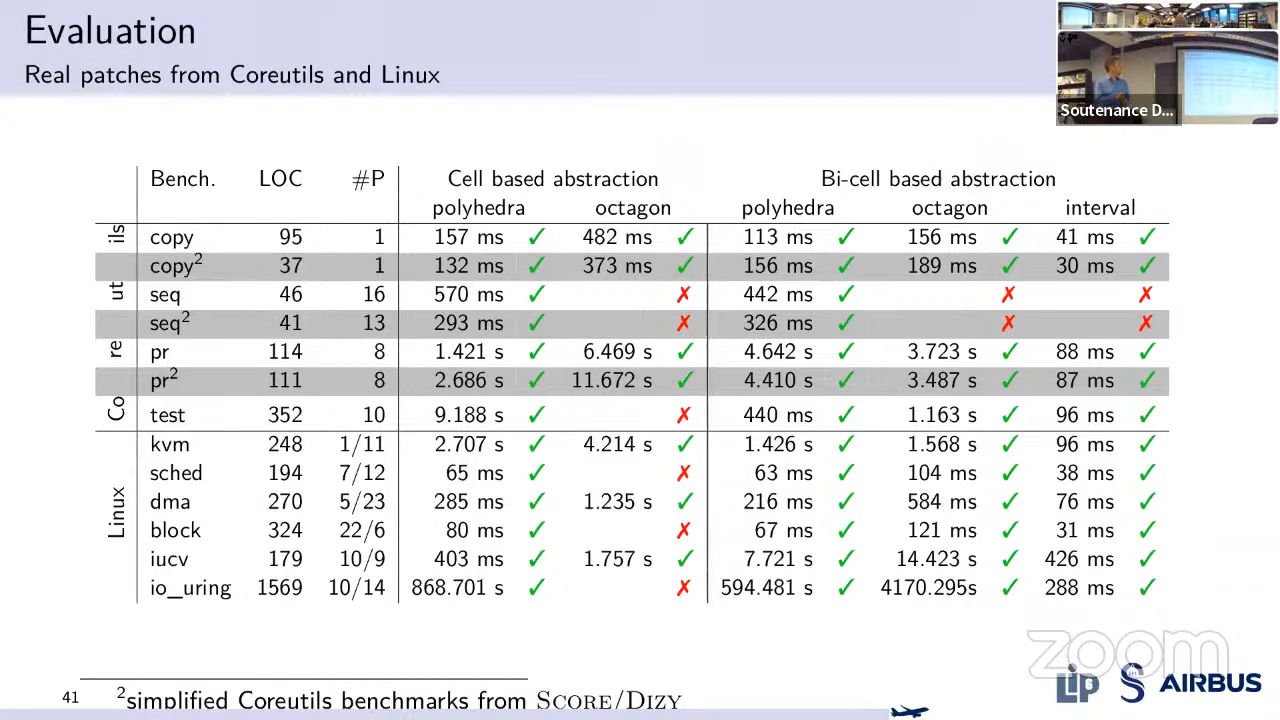 Evaluation
Real patches from Coreutils and Linux
Soutenance D...
Bench. LOC #P Cell based abstraction Bi-cell based abstraction
polyhedra octagon polyhedra octagon interval
Co re ut ils
copy 95 1 157 ms ✓ 482 ms ✓ 113 ms ✓ 156 ms ✓ 41 ms ✓
copy² 37 1 132 ms ✓ 373 ms ✓ 156 ms ✓ 189 ms ✓ 30 ms ✓
seq 46 16 570 ms ✓ ✗ 442 ms ✓ ✗ ✗
seq² 41 13 293 ms ✓ ✗ 326 ms ✓ ✗ ✗
pr 114 8 1.421 s ✓ 6.469 s ✓ 4.642 s ✓ 3.723 s ✓ 88 ms ✓
pr² 111 8 2.686 s ✓ 11.672 s ✓ 4.410 s ✓ 3.487 s ✓ 87 ms ✓
test 352 10 9.188 s ✓ ✗ 440 ms ✓ 1.163 s ✓ 96 ms ✓
Linux
kvm 248 1/11 2.707 s ✓ 4.214 s ✓ 1.426 s ✓ 1.568 s ✓ 96 ms ✓
sched 194 7/12 65 ms ✓ ✗ 63 ms ✓ 104 ms ✓ 38 ms ✓
dma 270 5/23 285 ms ✓ 1.235 s ✓ 216 ms ✓ 584 ms ✓ 76 ms ✓
block 324 22/6 80 ms ✓ ✗ 67 ms ✓ 121 ms ✓ 31 ms ✓
iucv 179 10/9 403 ms ✓ 1.757 s ✓ 7.721 s ✓ 14.423 s ✓ 426 ms ✓
io_uring 1569 10/14 868.701 s ✓ ✗ 594.481 s ✓ 4170.295s ✓ 288 ms ✓
zoom
41 ²simplified Coreutils benchmarks from SCORE/DIZY
LIP6 S AIRBUS